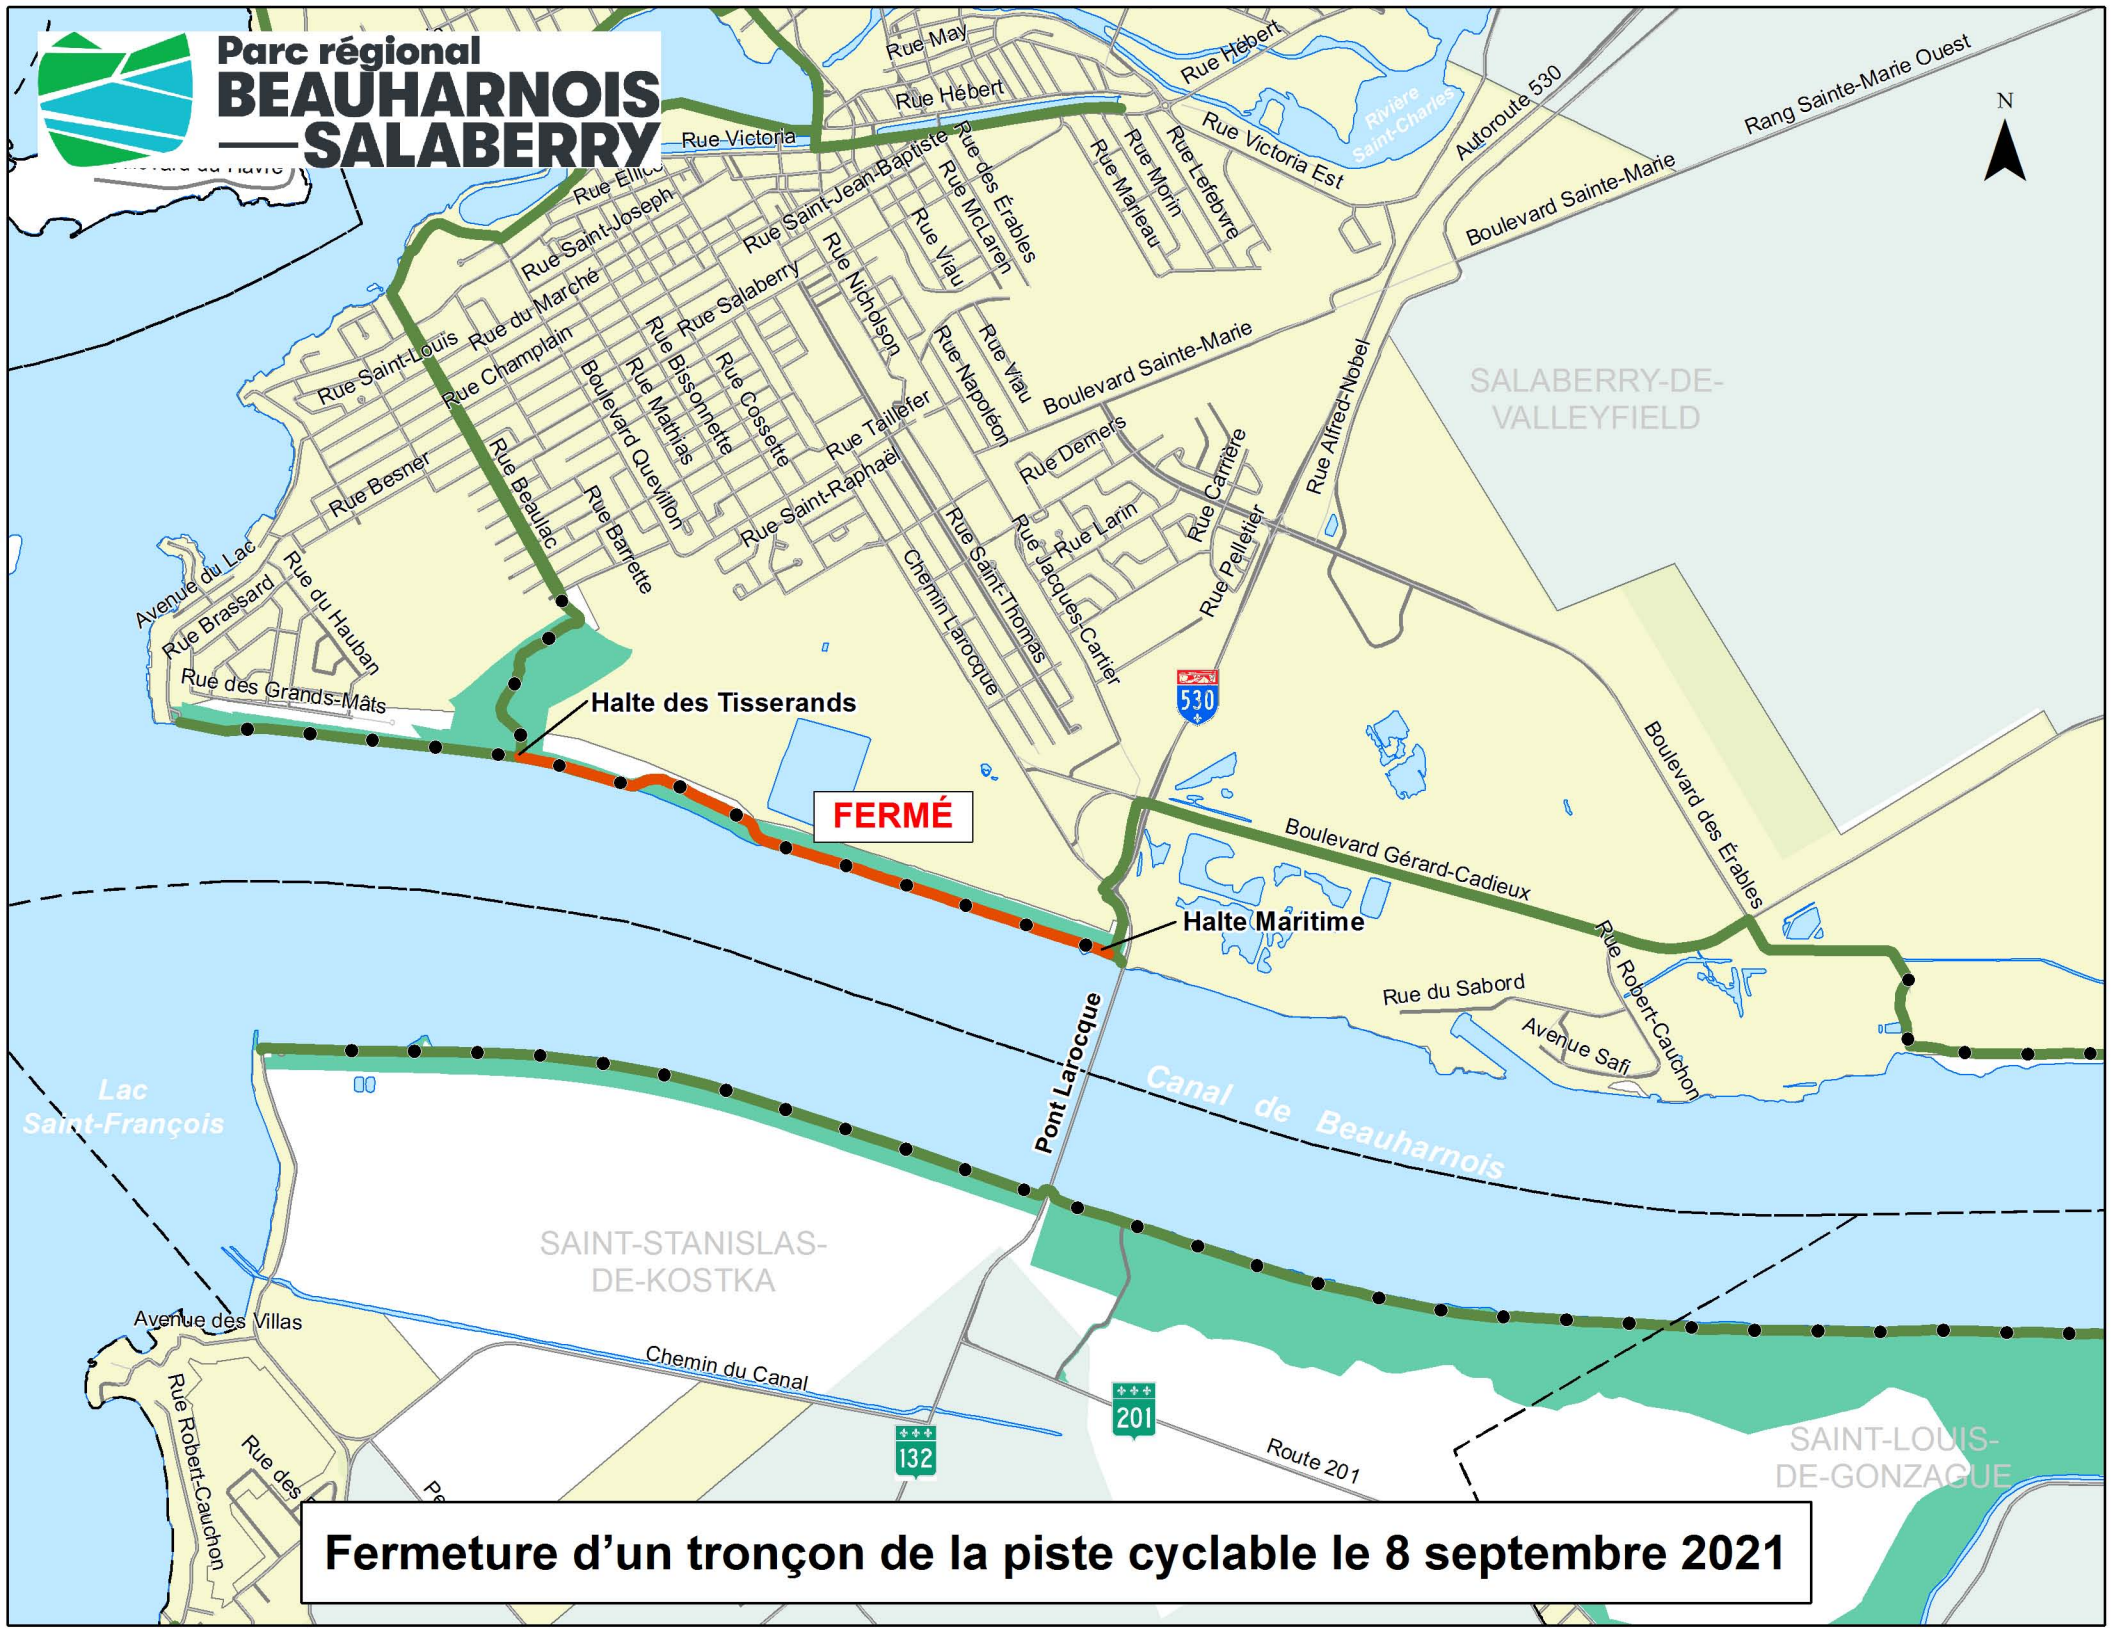 Parc régional
BEAUHARNOIS
SALABERRY
Rue May
Rue Hébert
Rue Hébert
Rivière
Saint-Charles
Autoroute 530
Rang Sainte-Marie Ouest
N
Rue Victoria
Rue Victoria Est
Rue Saint-Jean-Baptiste
Rue des Érables
Rue McLaren
Rue Viau
Rue Marleau
Rue Morin
Rue Lefebvre
Boulevard Sainte-Marie
Rue Saint-Joseph
Rue du Marché
Rue Salaberry
Rue Nicholson
Rue Saint-Louis
Rue Champlain
Rue Bissonnette
Rue Cossette
Rue Mathias
Boulevard Quevillon
Rue Napoléon
Rue Viau
Boulevard Sainte-Marie
Rue Alfred-Nobel
SALABERRY-DE-
VALLEYFIELD
Rue Taillefer
Rue Saint-Raphaël
Rue Demers
Rue Carrière
Rue Larin
Rue Pelletier
Rue Besner
Rue Beaulac
Rue Barrette
Rue Saint-Thomas
Rue Jacques-Cartier
Chemin Larocque
Avenue du Lac
Rue Brassard
Rue du Hauban
Rue des Grands-Mâts
Halte des Tisserands
530
Boulevard des Érables
FERMÉ
Boulevard Gérard-Cadieux
Halte Maritime
Rue du Sabord
Rue Robert-Cauchon
Avenue Safi
Pont Larocque
Canal de Beauharnois
Lac
Saint-François
SAINT-STANISLAS-
DE-KOSTKA
Avenue des Villas
Chemin du Canal
Rue Robert-Cauchon
Rue des
201
132
Route 201
SAINT-LOUIS-
DE-GONZAGUE
Fermeture d'un tronçon de la piste cyclable le 8 septembre 2021